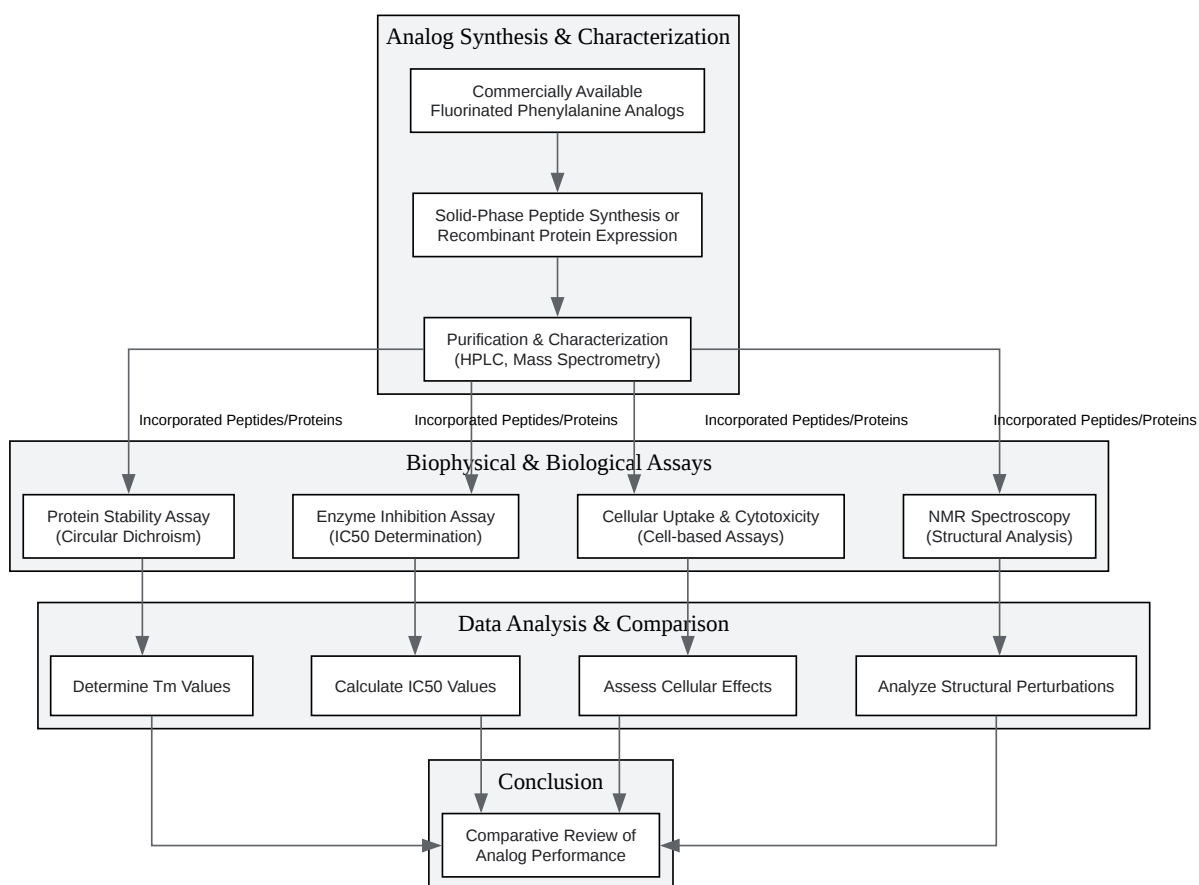 Analog Synthesis & Characterization
Commercially Available
Fluorinated Phenylalanine Analogs
Solid-Phase Peptide Synthesis or
Recombinant Protein Expression
Purification & Characterization
(HPLC, Mass Spectrometry)
Incorporated Peptides/Proteins
Incorporated Peptides/Proteins
Incorporated Peptides/Proteins
Incorporated Peptides/Proteins
Biophysical & Biological Assays
Protein Stability Assay
(Circular Dichroism)
Enzyme Inhibition Assay
(IC50 Determination)
Cellular Uptake & Cytotoxicity
(Cell-based Assays)
NMR Spectroscopy
(Structural Analysis)
Data Analysis & Comparison
Determine Tm Values
Calculate IC50 Values
Assess Cellular Effects
Analyze Structural Perturbations
Conclusion
Comparative Review of
Analog Performance